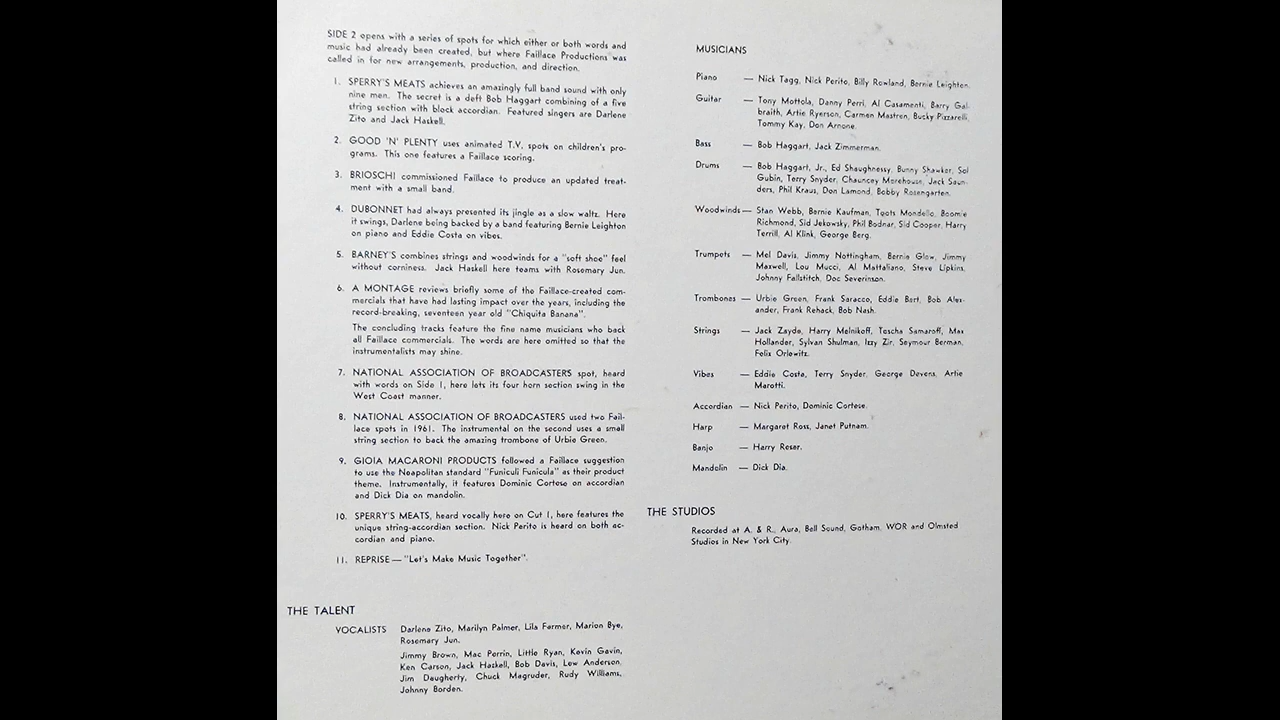 SIDE 2 opens with a series of spots for which either or both words and
music had already been created, but where Faillace Productions was
called in for new arrangements, production, and direction.
1. SPERRY'S MEATS achieves an amazingly full band sound with only
nine men. The secret is a deft Bob Haggart combining of a five
string section with block accordian. Featured singers are Darlene
Zito and Jack Haskell.
2. GOOD 'N' PLENTY uses animated T.V. spots on children's pro-
grams. This one features a Faillace scoring.
3. BRIOSCHI commissioned Faillace to produce an updated treat-
ment with a small band.
4. DUBONNET had always presented its jingle as a slow waltz. Here
it swings, Darlene being backed by a band featuring Bernie Leighton
on piano and Eddie Costa on vibes.
5. BARNEY'S combines strings and woodwinds for a "soft shoe" feel
without corniness. Jack Haskell here teams with Rosemary Jun.
6. A MONTAGE reviews briefly some of the Faillace-created com-
mercials that have had lasting impact over the years, including the
record-breaking, seventeen year old "Chiquita Banana".
The concluding tracks feature the fine name musicians who back
all Faillace commercials. The words are here omitted so that the
instrumentalists may shine.
7. NATIONAL ASSOCIATION OF BROADCASTERS spot, heard
with words on Side 1, here lets its four horn section swing in the
West Coast manner.
8. NATIONAL ASSOCIATION OF BROADCASTERS used two Fail-
lace spots in 1961. The instrumental on the second uses a small
string section to back the amazing trombone of Urbie Green.
9. GIOIA MACARONI PRODUCTS followed a Faillace suggestion
to use the Neapolitan standard "Funiculi Funicula" as their product
theme. Instrumentally, it features Dominic Cortese on accordian
and Dick Dia on mandolin.
10. SPERRY'S MEATS, heard vocally here on Cut 1, here features the
unique string-accordian section. Nick Perito is heard on both ac-
cordian and piano.
11. REPRISE — "Let's Make Music Together".
THE TALENT
VOCALISTS Darlene Zito, Marilyn Palmer, Lila Farmer, Marion Bye,
Rosemary Jun.
Jimmy Brown, Mac Perrin, Little Ryan, Kevin Gavin,
Ken Carson, Jack Haskell, Bob Davis, Lew Anderson,
Jim Daugherty, Chuck Magruder, Rudy Williams,
Johnny Borden.
MUSICIANS
Piano — Nick Tagg, Nick Perito, Billy Rowland, Bernie Leighton.
Guitar — Tony Mottola, Danny Perri, Al Casamenti, Barry Gal-
braith, Artie Ryerson, Carmen Mastren, Bucky Pizzarelli,
Tommy Kay, Don Arnone.
Bass — Bob Haggart, Jack Zimmerman.
Drums — Bob Haggart, Jr., Ed Shaughnessy, Bunny Shawker, Sol
Gubin, Terry Snyder, Chauncey Morehouse, Jack Saun-
ders, Phil Kraus, Don Lamond, Bobby Rosengarten.
Woodwinds — Stan Webb, Bernie Kaufman, Toots Mondello, Boomie
Richmond, Sid Jekowsky, Phil Bodnar, Sid Cooper, Harry
Terrill, Al Klink, George Berg.
Trumpets — Mel Davis, Jimmy Nottingham, Bernie Glow, Jimmy
Maxwell, Lou Mucci, Al Mattaliano, Steve Lipkins,
Johnny Fallstitch, Doc Severinson.
Trombones — Urbie Green, Frank Saracco, Eddie Bert, Bob Alex-
ander, Frank Rehack, Bob Nash.
Strings — Jack Zayde, Harry Melnikoff, Toscha Samaroff, Max
Hollander, Sylvan Shulman, Izzy Zir, Seymour Berman,
Felix Orlewitz.
Vibes — Eddie Costa, Terry Snyder, George Devens, Artie
Marotti.
Accordian — Nick Perito, Dominic Cortese.
Harp — Margaret Ross, Janet Putnam.
Banjo — Harry Reser.
Mandolin — Dick Dia.
THE STUDIOS
Recorded at A. & R., Aura, Bell Sound, Gotham, WOR and Olmsted
Studios in New York City.